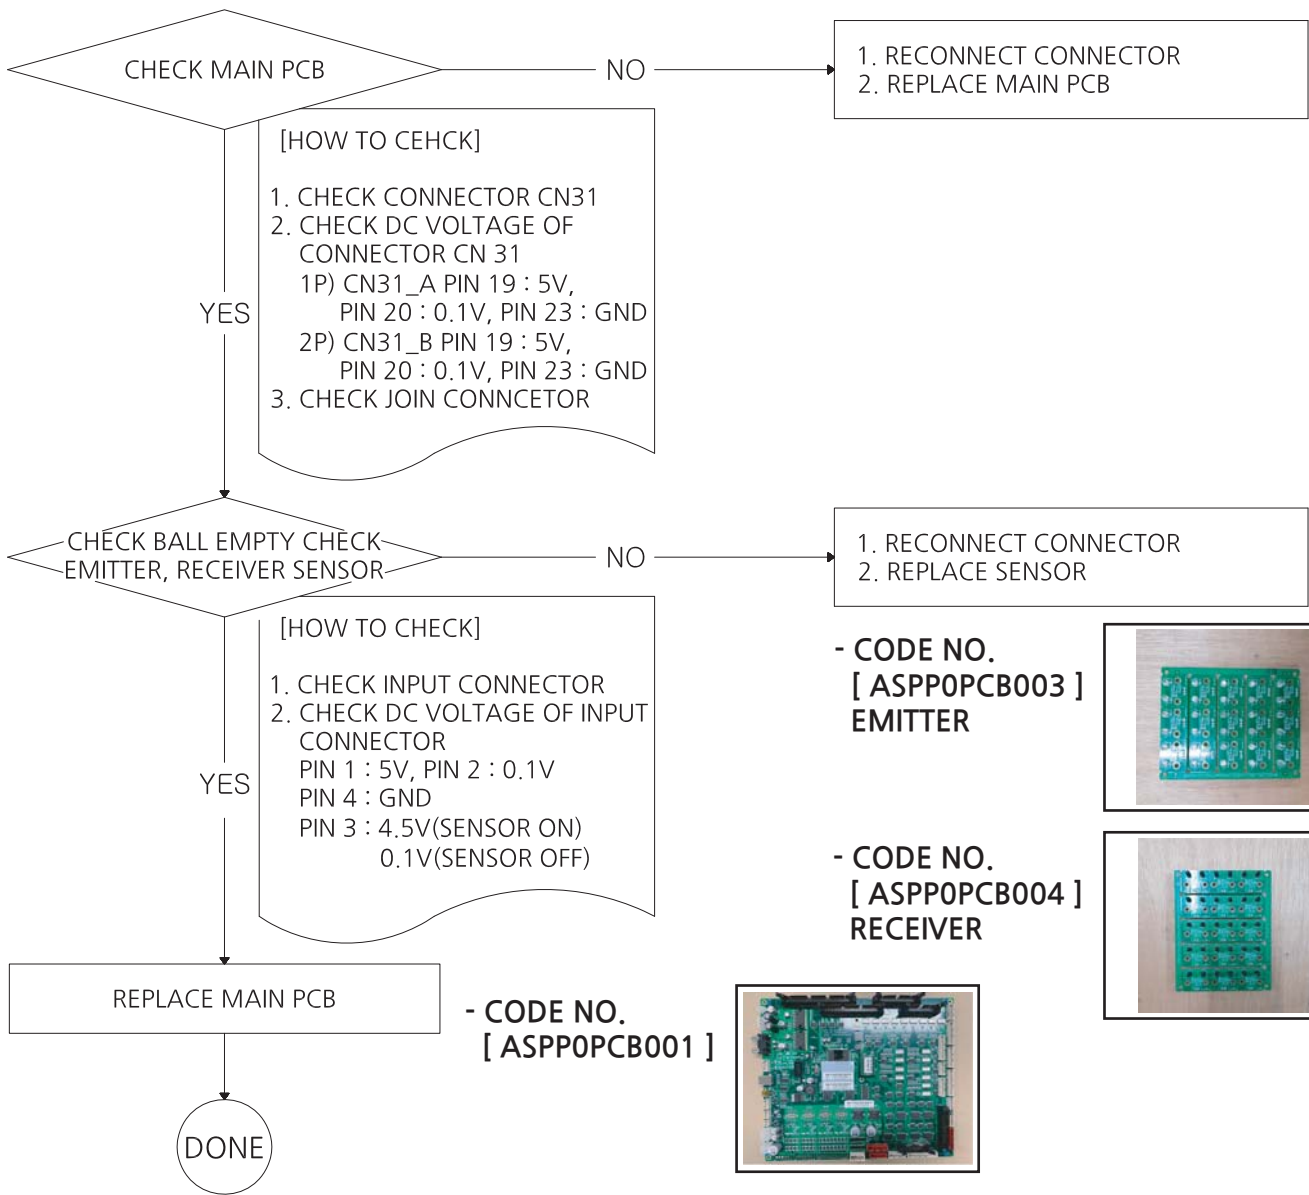 CHECK MAIN PCB
NO
1. RECONNECT CONNECTOR
2. REPLACE MAIN PCB
[HOW TO CEHCK]
1. CHECK CONNECTOR CN31
2. CHECK DC VOLTAGE OF
CONNECTOR CN 31
1P) CN31_A PIN 19 : 5V,
PIN 20 : 0.1V, PIN 23 : GND
2P) CN31_B PIN 19 : 5V,
PIN 20 : 0.1V, PIN 23 : GND
3. CHECK JOIN CONNCETOR
YES
CHECK BALL EMPTY CHECK
EMITTER, RECEIVER SENSOR
NO
1. RECONNECT CONNECTOR
2. REPLACE SENSOR
[HOW TO CHECK]
1. CHECK INPUT CONNECTOR
2. CHECK DC VOLTAGE OF INPUT
CONNECTOR
PIN 1 : 5V, PIN 2 : 0.1V
PIN 4 : GND
PIN 3 : 4.5V(SENSOR ON)
0.1V(SENSOR OFF)
YES
- CODE NO.
[ ASPP0PCB003 ]
EMITTER
- CODE NO.
[ ASPP0PCB004 ]
RECEIVER
REPLACE MAIN PCB
- CODE NO.
[ ASPP0PCB001 ]
DONE